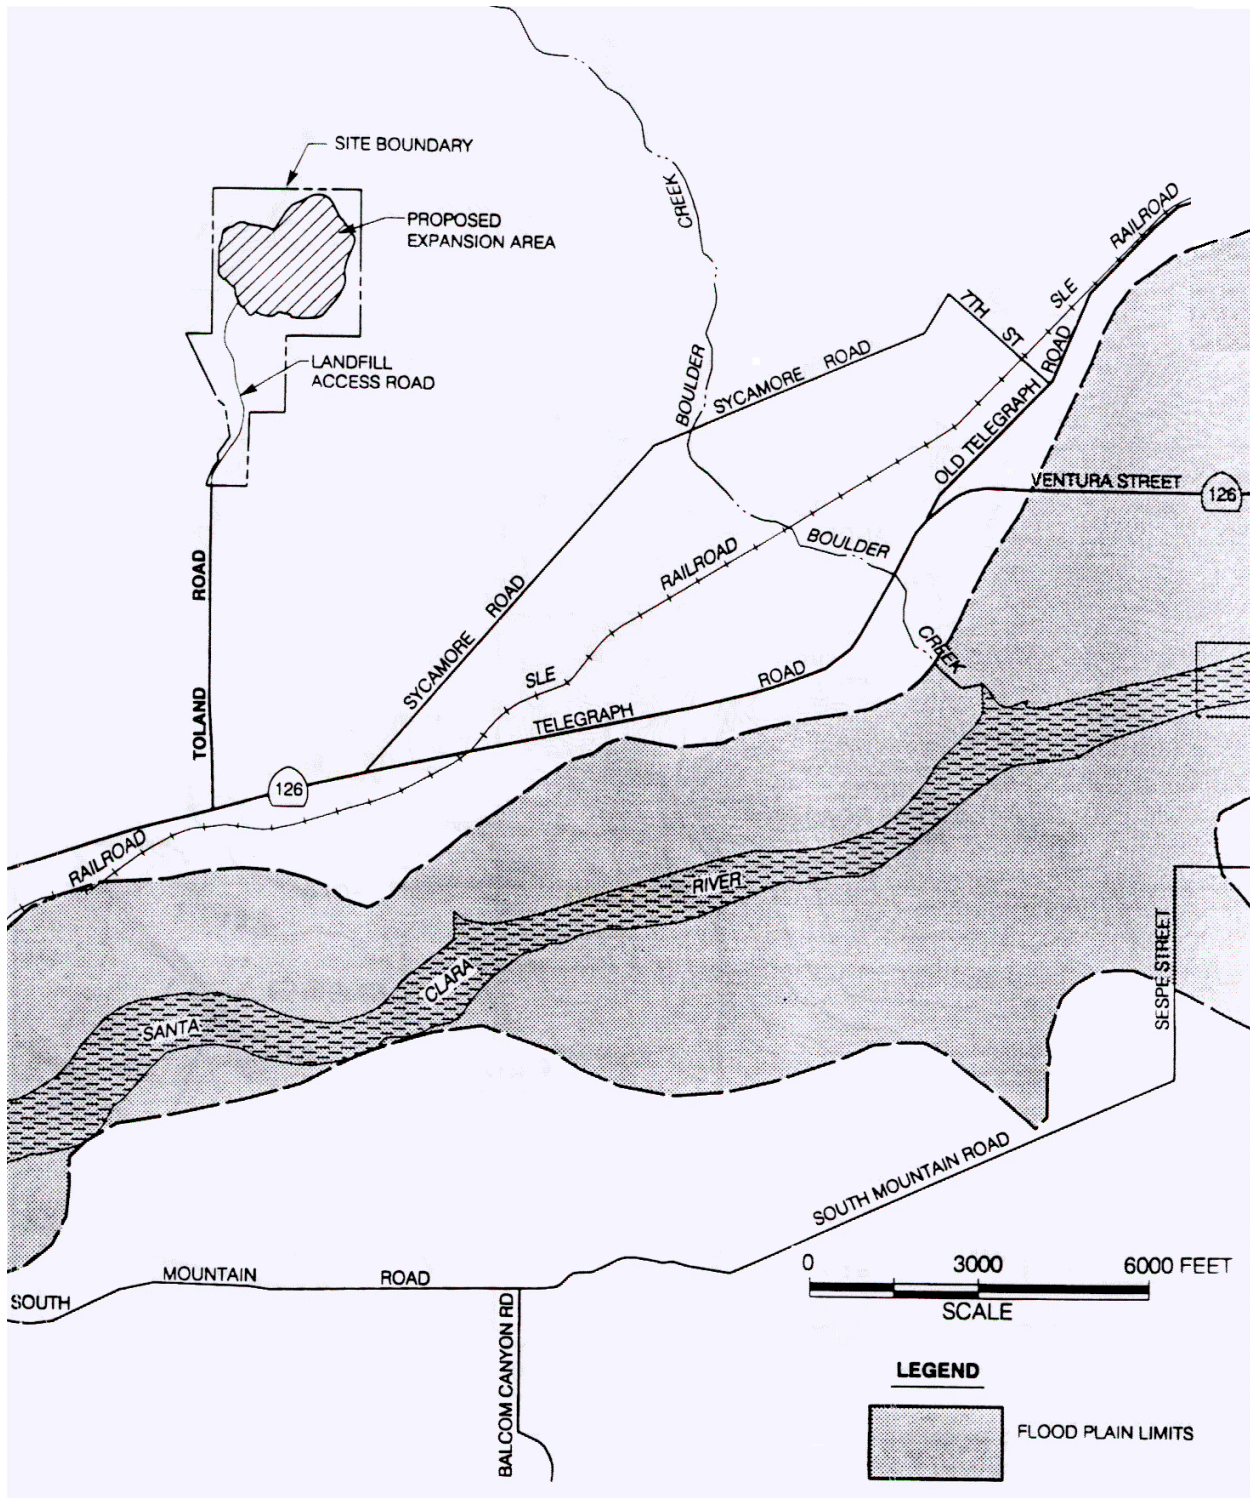 SITE BOUNDARY
PROPOSED
EXPANSION AREA
LANDFILL
ACCESS ROAD
CREEK
BOULDER
SYCAMORE ROAD
7TH ST
SLE RAILROAD
OLD TELEGRAPH ROAD
VENTURA STREET
126
BOULDER
CREEK
RAILROAD
SLE
SYCAMORE ROAD
TOLAND ROAD
TELEGRAPH ROAD
126
RAILROAD
SANTA CLARA RIVER
SESPE STREET
SOUTH MOUNTAIN ROAD
SOUTH MOUNTAIN ROAD
BALCOM CANYON RD
0 3000 6000 FEET
SCALE
LEGEND
FLOOD PLAIN LIMITS